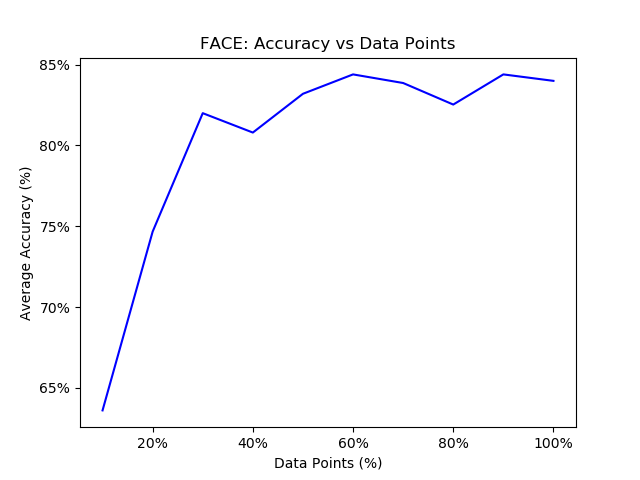 FACE: Accuracy vs Data Points
85%
80%
75%
70%
65%
Average Accuracy (%)
20% 40% 60% 80% 100%
Data Points (%)